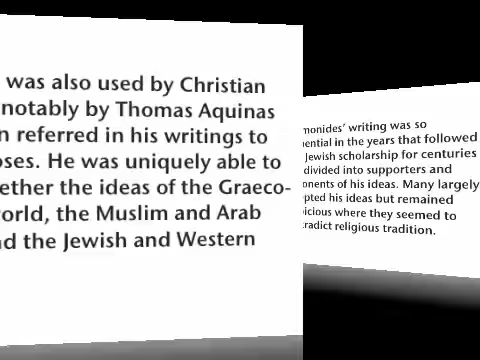 was also used by Christian
notably by Thomas Aquinas
n referred in his writings to
oses. He was uniquely able to
ether the ideas of the Graeco-
orld, the Muslim and Arab
nd the Jewish and Western
monides' writing was so
ential in the years that followed
Jewish scholarship for centuries
divided into supporters and
onents of his ideas. Many largely
pted his ideas but remained
icious where they seemed to
tradict religious tradition.